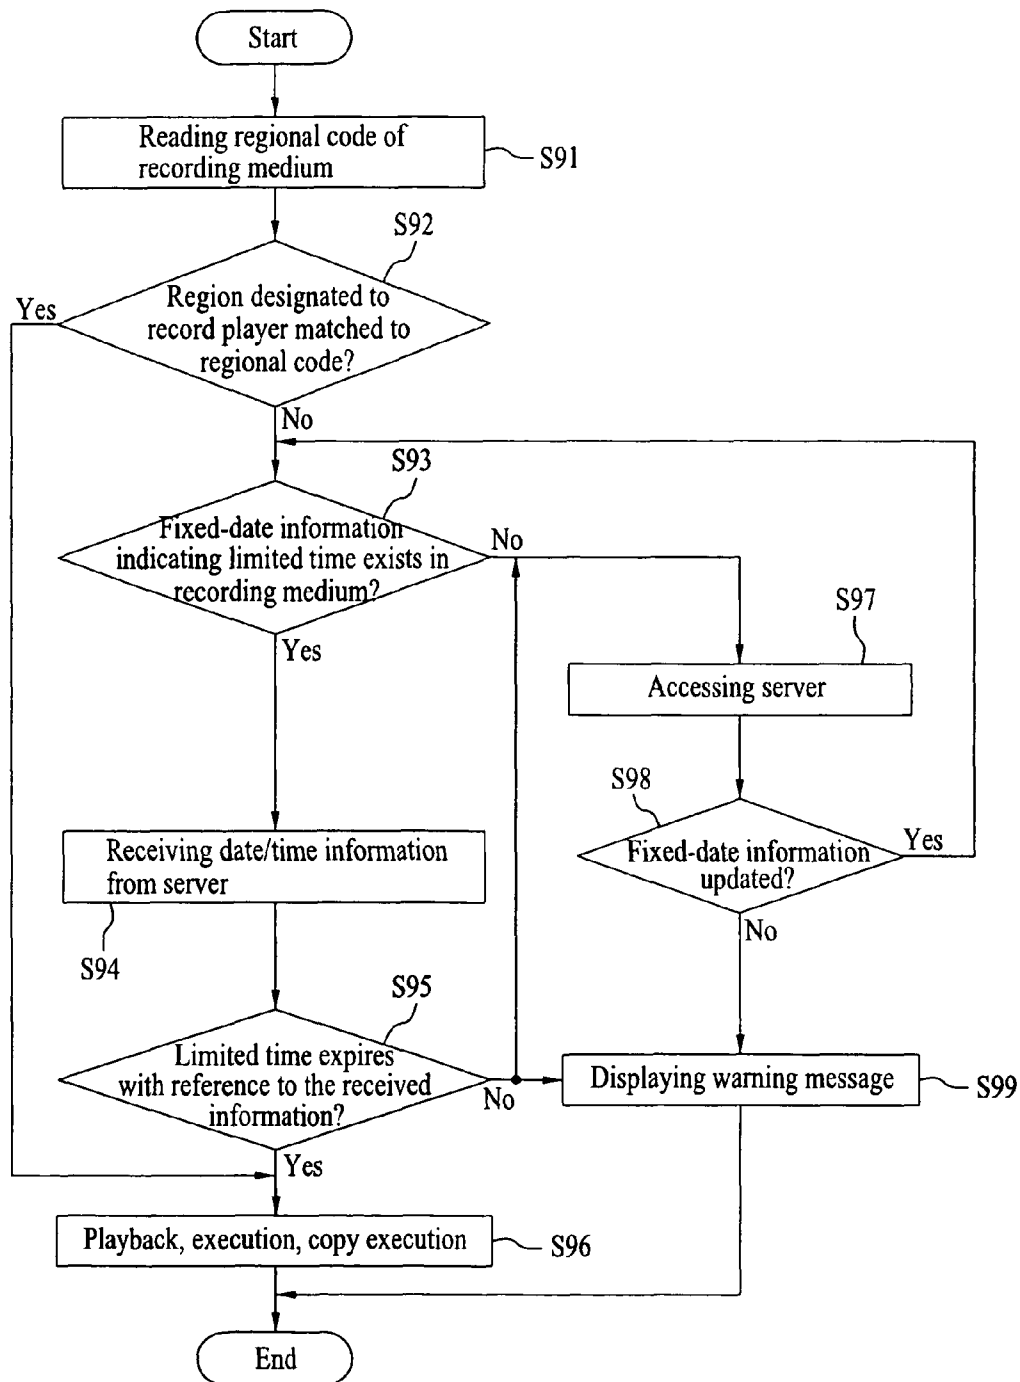 Start
Reading regional code of
recording medium
S91
S92
Region designated to
record player matched to
regional code?
Yes
No
S93
Fixed-date information
indicating limited time exists in
recording medium?
No
Yes
S97
Accessing server
S98
Fixed-date information
updated?
Yes
No
Receiving date/time information
from server
S94
S95
Limited time expires
with reference to the received
information?
No
Yes
Displaying warning message
S99
Playback, execution, copy execution
S96
End